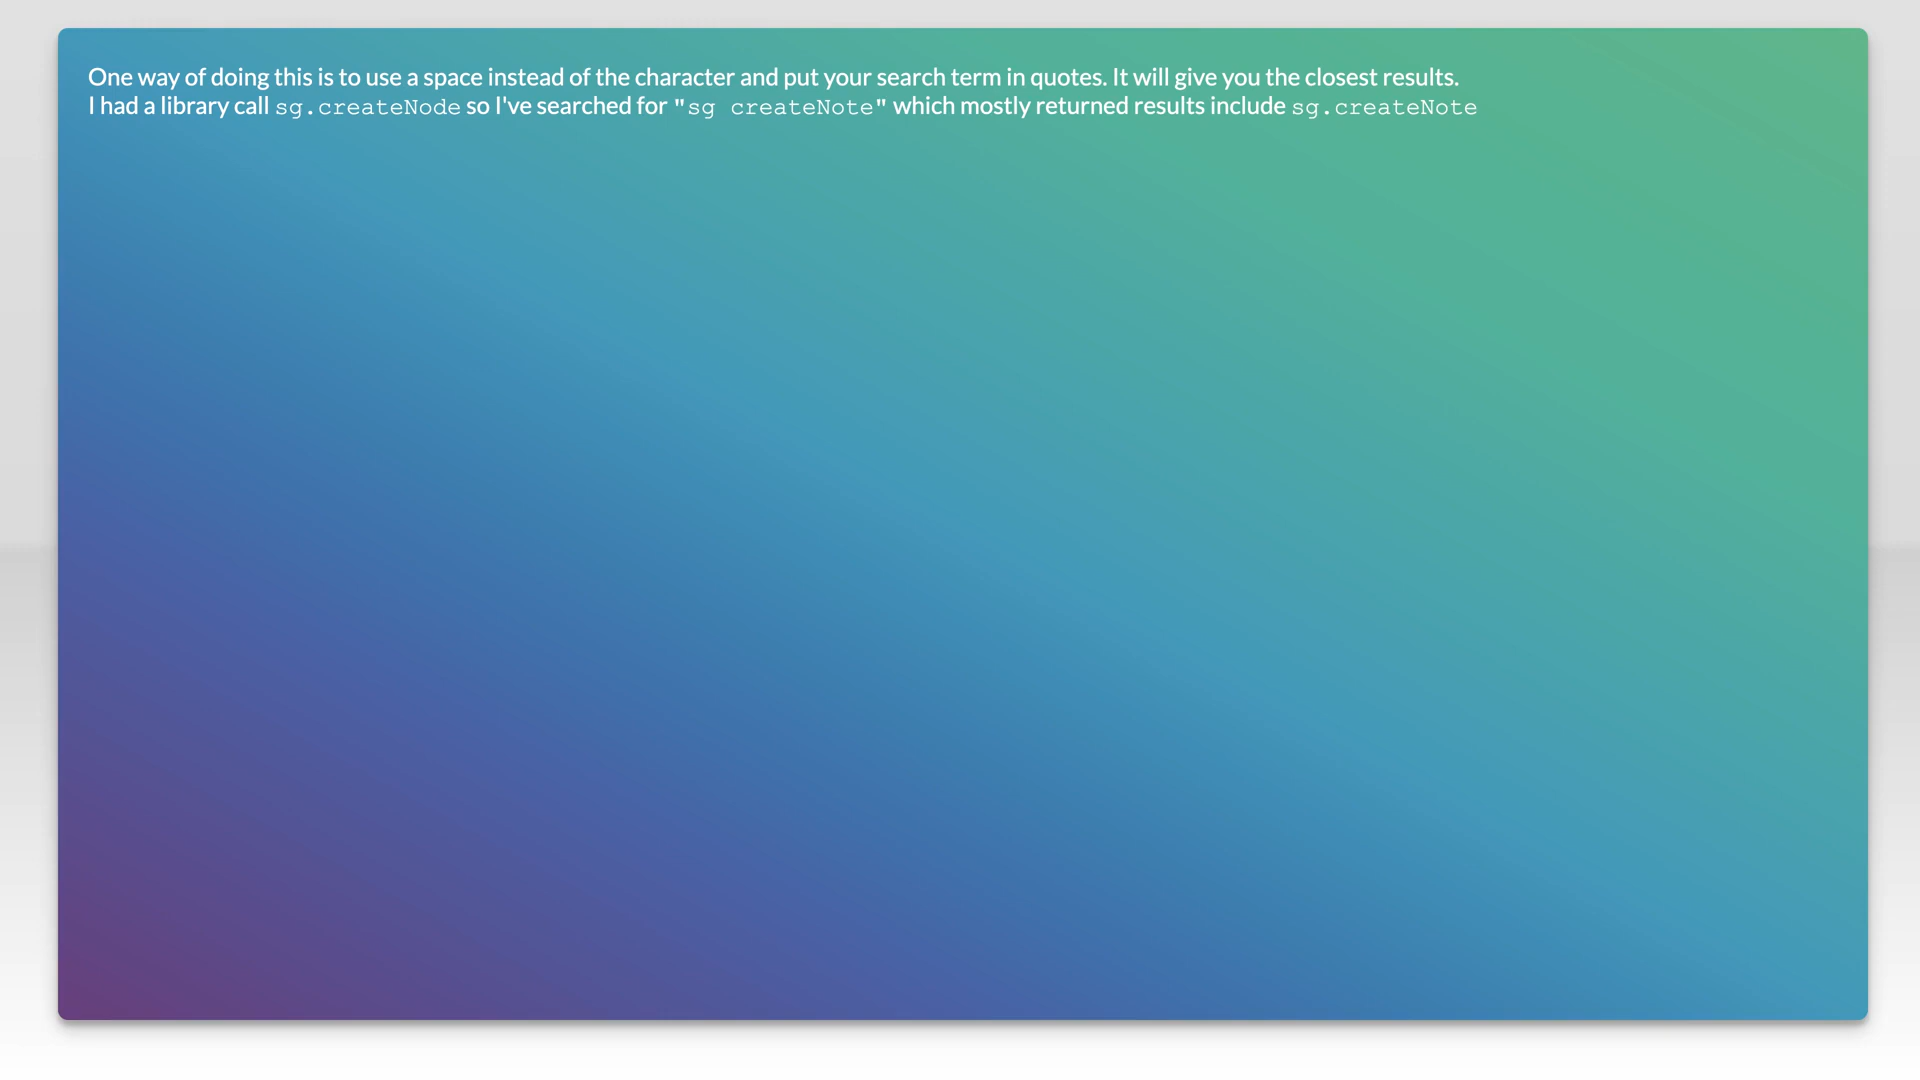 One way of doing this is to use a space instead of the character and put your search term in quotes. It will give you the closest results.
I had a library call sg.createNode so I've searched for "sg createNote" which mostly returned results include sg.createNote